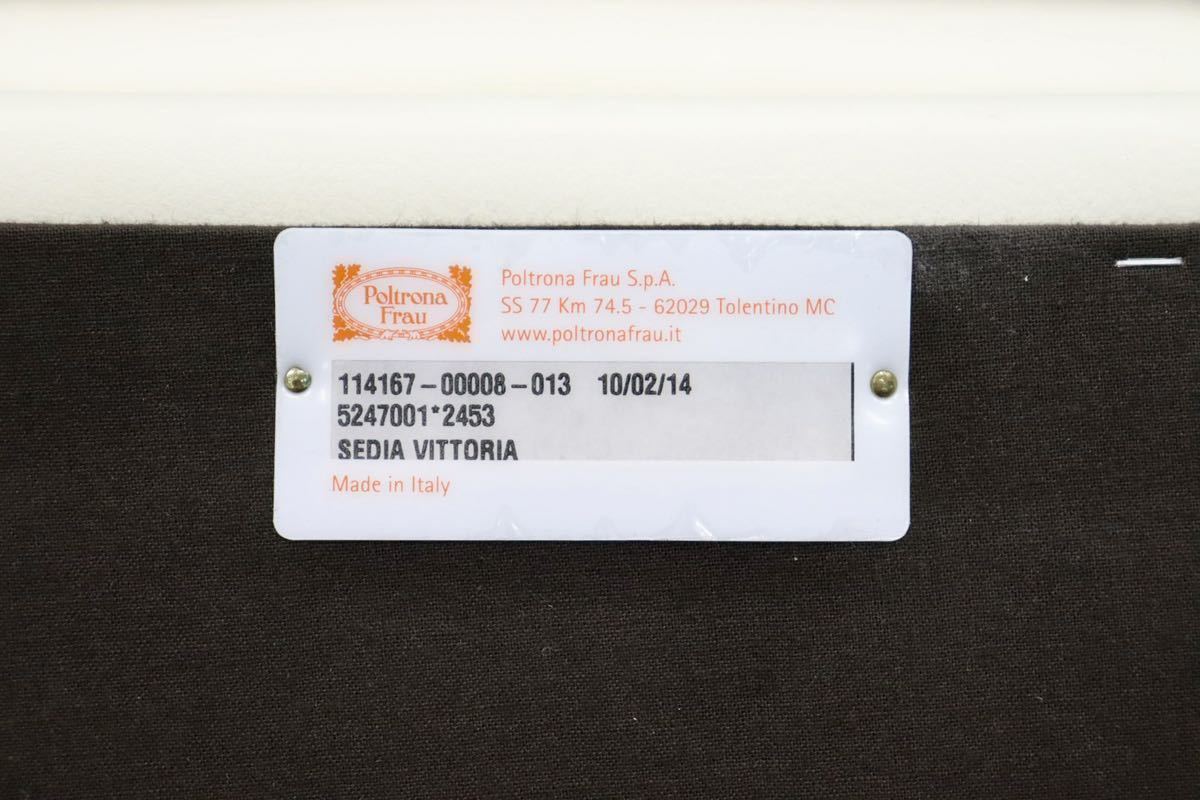 Poltrona
Frau
Poltrona Frau S.p.A.
SS 77 Km 74.5 - 62029 Tolentino MC
www.poltronafrau.it
114167-00008-013 10/02/14
5247001*2453
SEDIA VITTORIA
Made in Italy